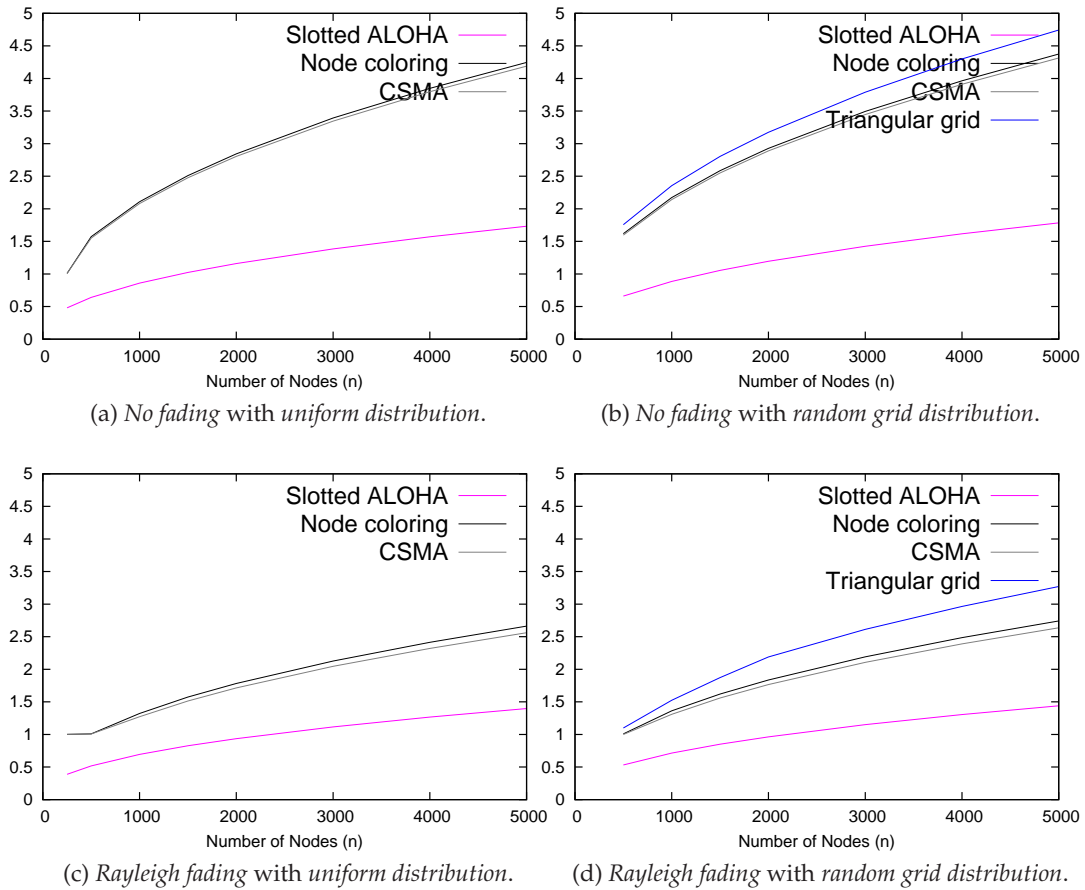 5
4.5
4
3.5
3
2.5
2
1.5
1
0.5
0
Slotted ALOHA
Node coloring
CSMA
0 1000 2000 3000 4000 5000
Number of Nodes (n)
(a) No fading with uniform distribution.
5
4.5
4
3.5
3
2.5
2
1.5
1
0.5
0
Slotted ALOHA
Node coloring
CSMA
Triangular grid
0 1000 2000 3000 4000 5000
Number of Nodes (n)
(b) No fading with random grid distribution.
5
4.5
4
3.5
3
2.5
2
1.5
1
0.5
0
Slotted ALOHA
Node coloring
CSMA
0 1000 2000 3000 4000 5000
Number of Nodes (n)
(c) Rayleigh fading with uniform distribution.
5
4.5
4
3.5
3
2.5
2
1.5
1
0.5
0
Slotted ALOHA
Node coloring
CSMA
Triangular grid
0 1000 2000 3000 4000 5000
Number of Nodes (n)
(d) Rayleigh fading with random grid distribution.